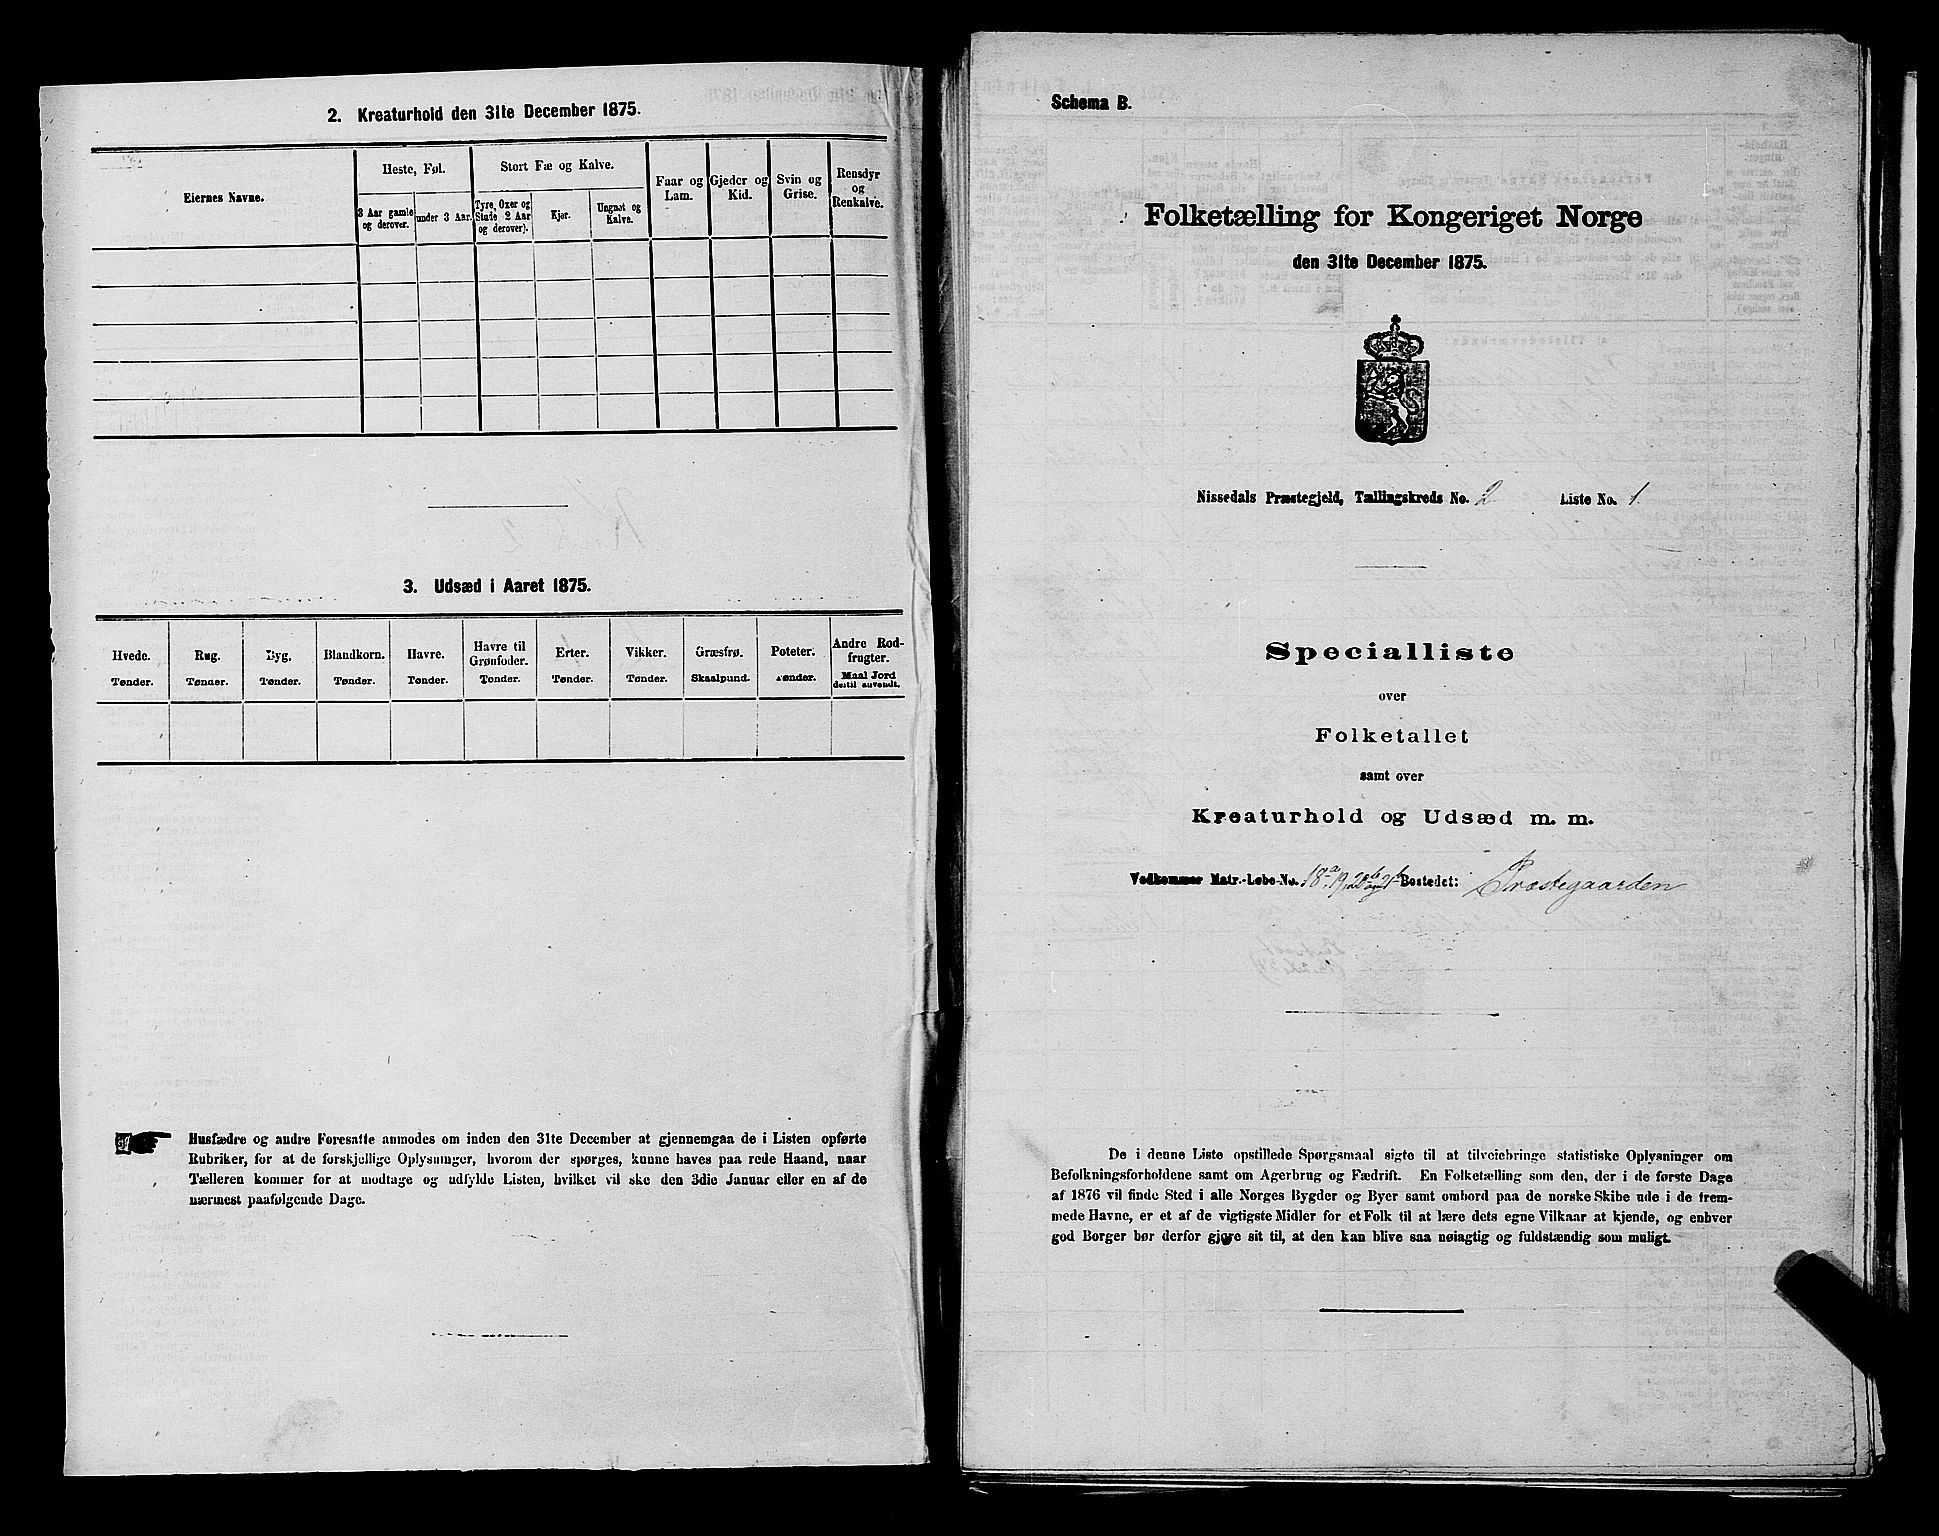 2. Kreaturhold den 31te December 1875.
Eiernes Navne.
Heste, Føl.
3 Aar gamle og derover.
under 3 Aar.
Stort Fæ og Kalve.
Tyre, Oxer og Stude 2 Aar og derover).
Kjør.
Ungnøt og Kalve.
Faar og Lam.
Gjeder og Kid.
Svin og Grise.
Rensdyr og Renkalve.
3. Udsæd i Aaret 1875.
Hvede. Rug. Byg. Blandkorn. Havre. Havre til Grønfoder. Erter. Vikker. Græsfrø. Poteter. Andre Rodfrugter.
Tønder. Tønder. Tønder. Tønder. Tønder. Tønder. Tønder. Tønder. Skaalpund. Tønder. Maal Jord dertil anvendt.
Husfædre og andre Foresatte anmodes om inden den 31te December at gjennemgaa de i Listen opførte
Rubriker, for at de forskjellige Oplysninger, hvorom der spørges, kunne haves paa rede Haand, naar
Tælleren kommer for at modtage og udfylde Listen, hvilket vil ske den 3die Januar eller en af de
nærmest paafølgende Dage.
Schema B.
Folketælling for Kongeriget Norge
den 31te December 1875.
Nissedals Præstegjeld, Tællingskreds No. 2 Liste No. 1.
Specialliste
over
Folketallet
samt over
Kreaturhold og Udsæd m. m.
Vedkommer Matr.-Løbe-No. 18a, 19, Bostedet: Præstegaarden
De i denne Liste opstillede Spørgsmaal sigte til at tilveiebringe statistiske Oplysninger om
Befolkningsforholdene samt om Agerbrug og Fædrift. En Folketælling som den, der i de første Dage
af 1876 vil finde Sted i alle Norges Bygder og Byer samt ombord paa de norske Skibe ude i de frem-
mede Havne, er et af de vigtigste Midler for et Folk til at lære dets egne Vilkaar at kjende, og enhver
god Borger bør derfor gjøre sit til, at den kan blive saa nøiagtig og fuldstændig som muligt.